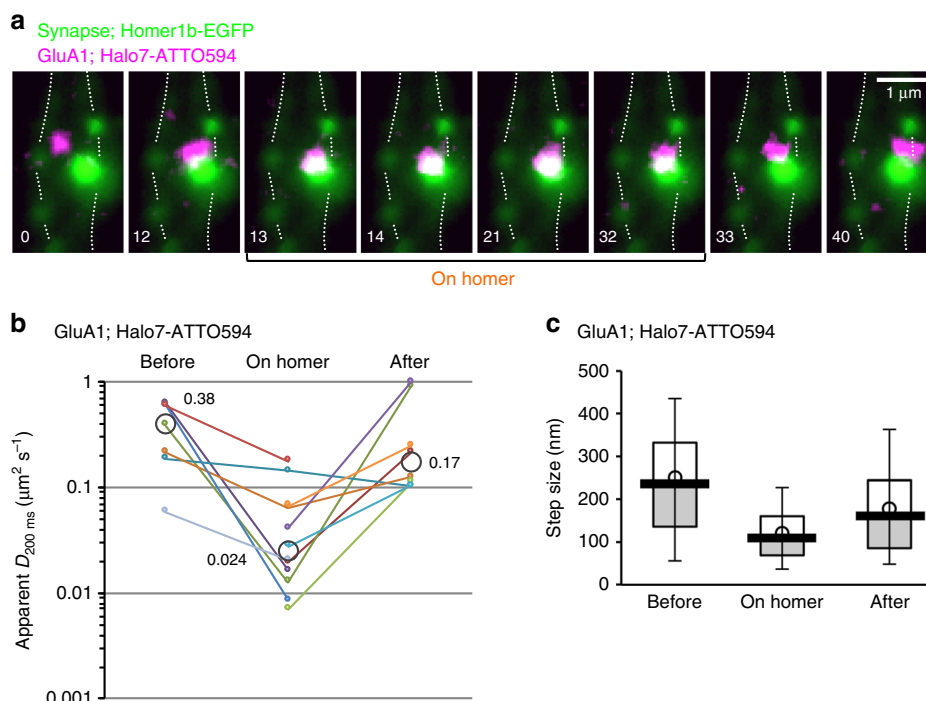 a
Synapse; Homer1b-EGFP
GluA1; Halo7-ATTO594
1 μm
0 12 13 14 21 32 33 40
On homer
b GluA1; Halo7-ATTO594
Before On homer After
Apparent D200 ms (μm² s⁻¹)
1
0.1
0.01
0.001
0.38
0.024
0.17
c GluA1; Halo7-ATTO594
Step size (nm)
500
400
300
200
100
0
Before On homer After